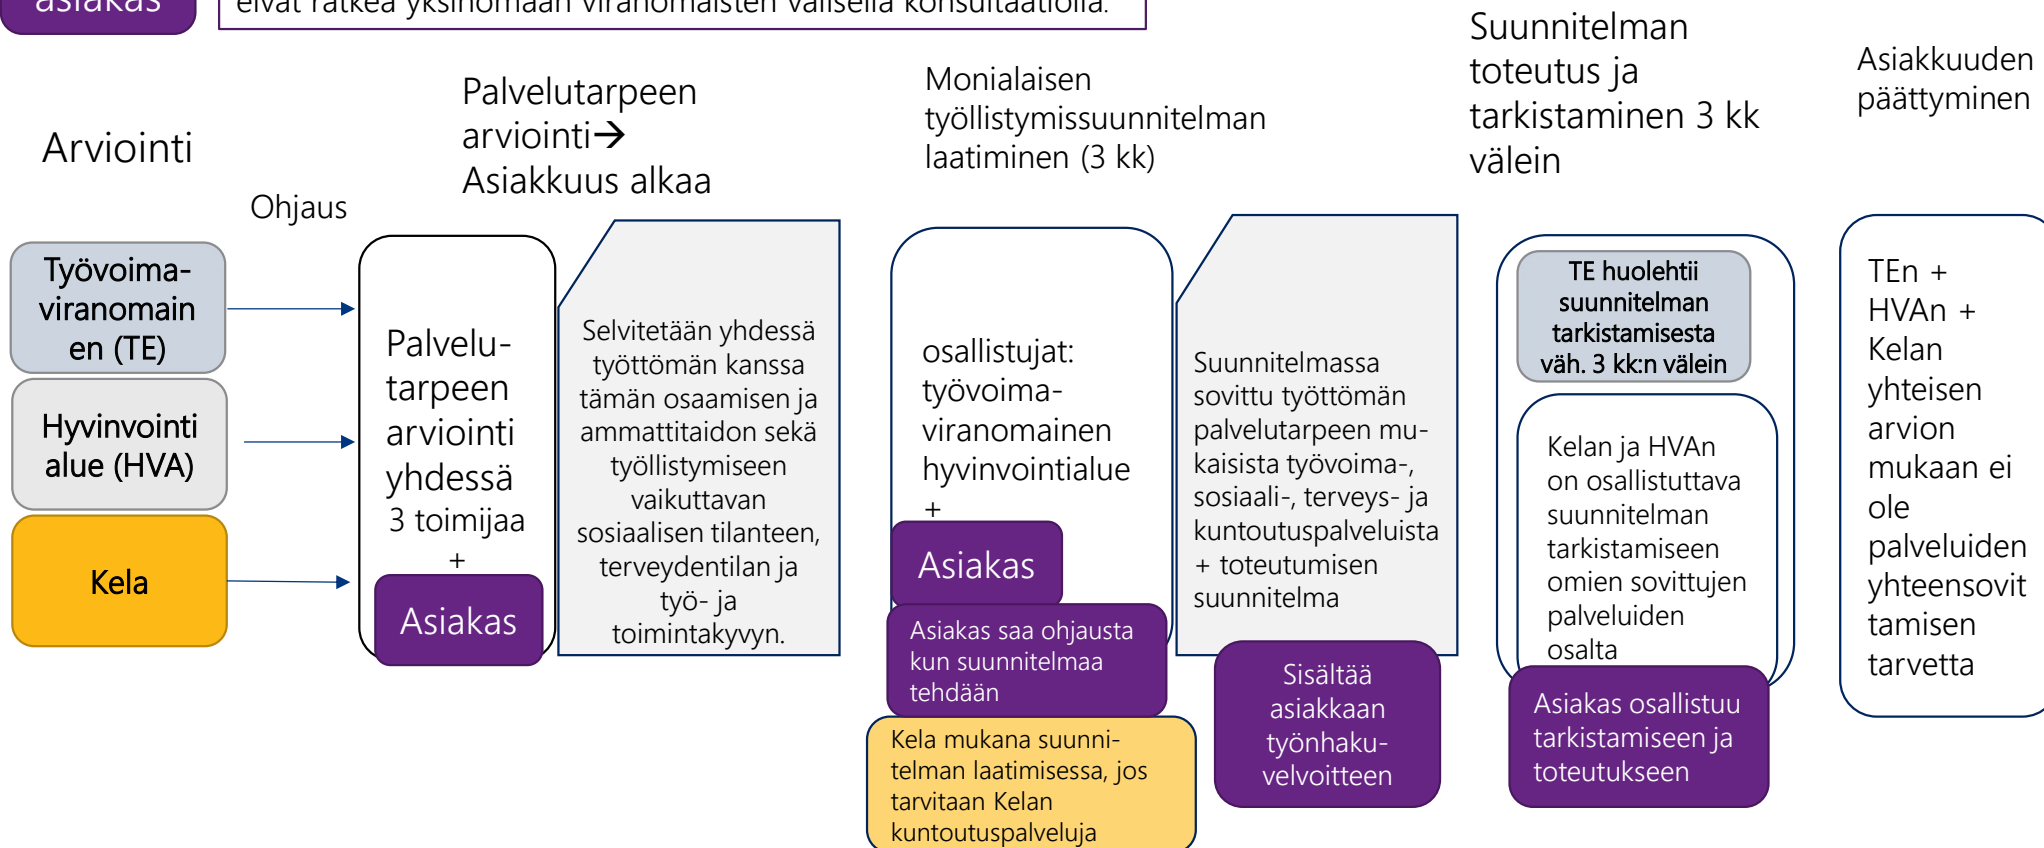 asiakas
eivät ratkea yksinomaan viranomaisten välisellä konsultaatiolla.
Arviointi
Ohjaus
Työvoima-
viranomain
en (TE)
Hyvinvointi
alue (HVA)
Kela
Palvelutarpeen
arviointi→
Asiakkuus alkaa
Palvelu-
tarpeen
arviointi
yhdessä
3 toimijaa
+
Asiakas
Selvitetään yhdessä
työttömän kanssa
tämän osaamisen ja
ammattitaidon sekä
työllistymiseen
vaikuttavan
sosiaalisen tilanteen,
terveydentilan ja
työ- ja
toimintakyvyn.
Monialaisen
työllistymissuunnitelman
laatiminen (3 kk)
osallistujat:
työvoima-
viranomainen
hyvinvointialue
+
Asiakas
Asiakas saa ohjausta
kun suunnitelmaa
tehdään
Kela mukana suunni-
telman laatimisessa, jos
tarvitaan Kelan
kuntoutuspalveluja
Suunnitelmassa
sovittu työttömän
palvelutarpeen mu-
kaisista työvoima-,
sosiaali-, terveys- ja
kuntoutuspalveluista
+ toteutumisen
suunnitelma
Sisältää
asiakkaan
työnhaku-
velvoitteen
Suunnitelman
toteutus ja
tarkistaminen 3 kk
välein
TE huolehtii
suunnitelman
tarkistamisesta
väh. 3 kk:n välein
Kelan ja HVAn
on osallistuttava
suunnitelman
tarkistamiseen
omien sovittujen
palveluiden
osalta
Asiakas osallistuu
tarkistamiseen ja
toteutukseen
Asiakkuuden
päättyminen
TEn +
HVAn +
Kelan
yhteisen
arvion
mukaan ei
ole
palveluiden
yhteensovit
tamisen
tarvetta